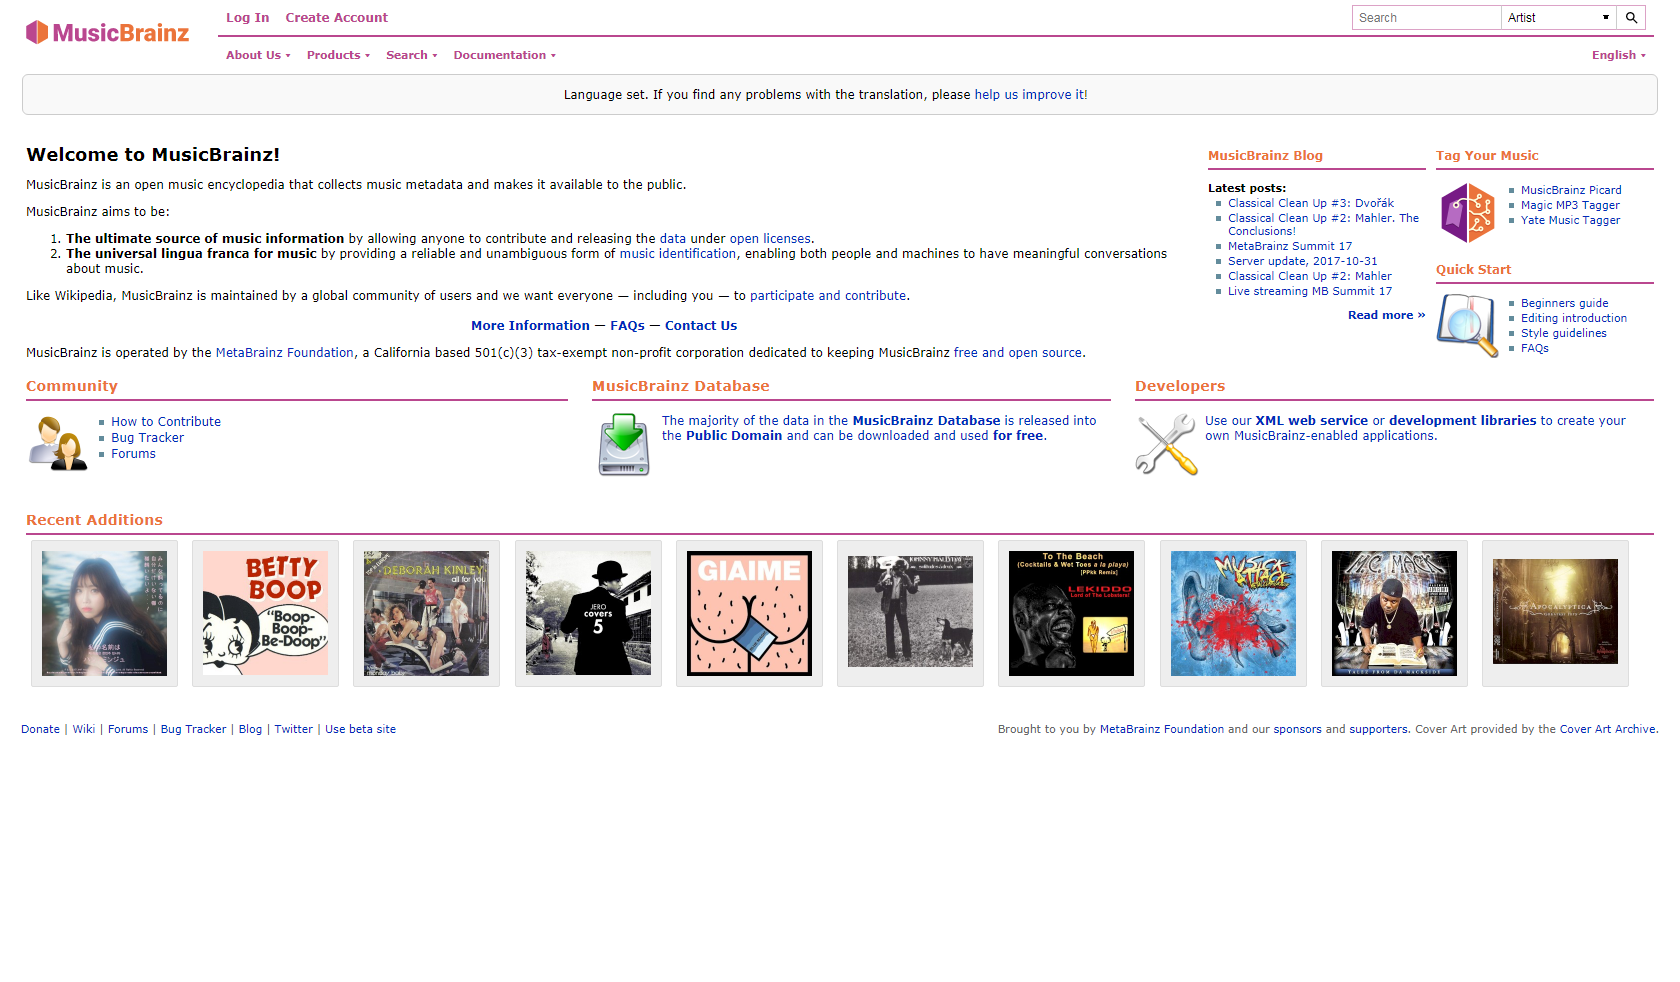 MusicBrainz
Log In Create Account
Search Artist
About Us Products Search Documentation English
Language set. If you find any problems with the translation, please help us improve it!
Welcome to MusicBrainz!
MusicBrainz is an open music encyclopedia that collects music metadata and makes it available to the public.
MusicBrainz aims to be:
1. The ultimate source of music information by allowing anyone to contribute and releasing the data under open licenses.
2. The universal lingua franca for music by providing a reliable and unambiguous form of music identification, enabling both people and machines to have meaningful conversations
about music.
Like Wikipedia, MusicBrainz is maintained by a global community of users and we want everyone — including you — to participate and contribute.
More Information — FAQs — Contact Us
MusicBrainz is operated by the MetaBrainz Foundation, a California based 501(c)(3) tax-exempt non-profit corporation dedicated to keeping MusicBrainz free and open source.
MusicBrainz Blog
Latest posts:
Classical Clean Up #3: Dvořák
Classical Clean Up #2: Mahler. The
Conclusions!
MetaBrainz Summit 17
Server update, 2017-10-31
Classical Clean Up #2: Mahler
Live streaming MB Summit 17
Read more »
Tag Your Music
MusicBrainz Picard
Magic MP3 Tagger
Yate Music Tagger
Quick Start
Beginners guide
Editing introduction
Style guidelines
FAQs
Community
How to Contribute
Bug Tracker
Forums
MusicBrainz Database
The majority of the data in the MusicBrainz Database is released into
the Public Domain and can be downloaded and used for free.
Developers
Use our XML web service or development libraries to create your
own MusicBrainz-enabled applications.
Recent Additions
BETTY
BOOP
"Boop-
Boop-
Be-Doop"
DEBORAH KINLEY
all for you
JERO
covers
5
GIAIME
To The Beach
(Cocktails & Wet Toes a la playa)
[PPkk Remix]
LEKIDDO
Lord of The Lobsters!
MUSICA
M.C. MACK
TALEZ FROM DA MACKSIDE
APOCALYPTICA
Donate | Wiki | Forums | Bug Tracker | Blog | Twitter | Use beta site
Brought to you by MetaBrainz Foundation and our sponsors and supporters. Cover Art provided by the Cover Art Archive.